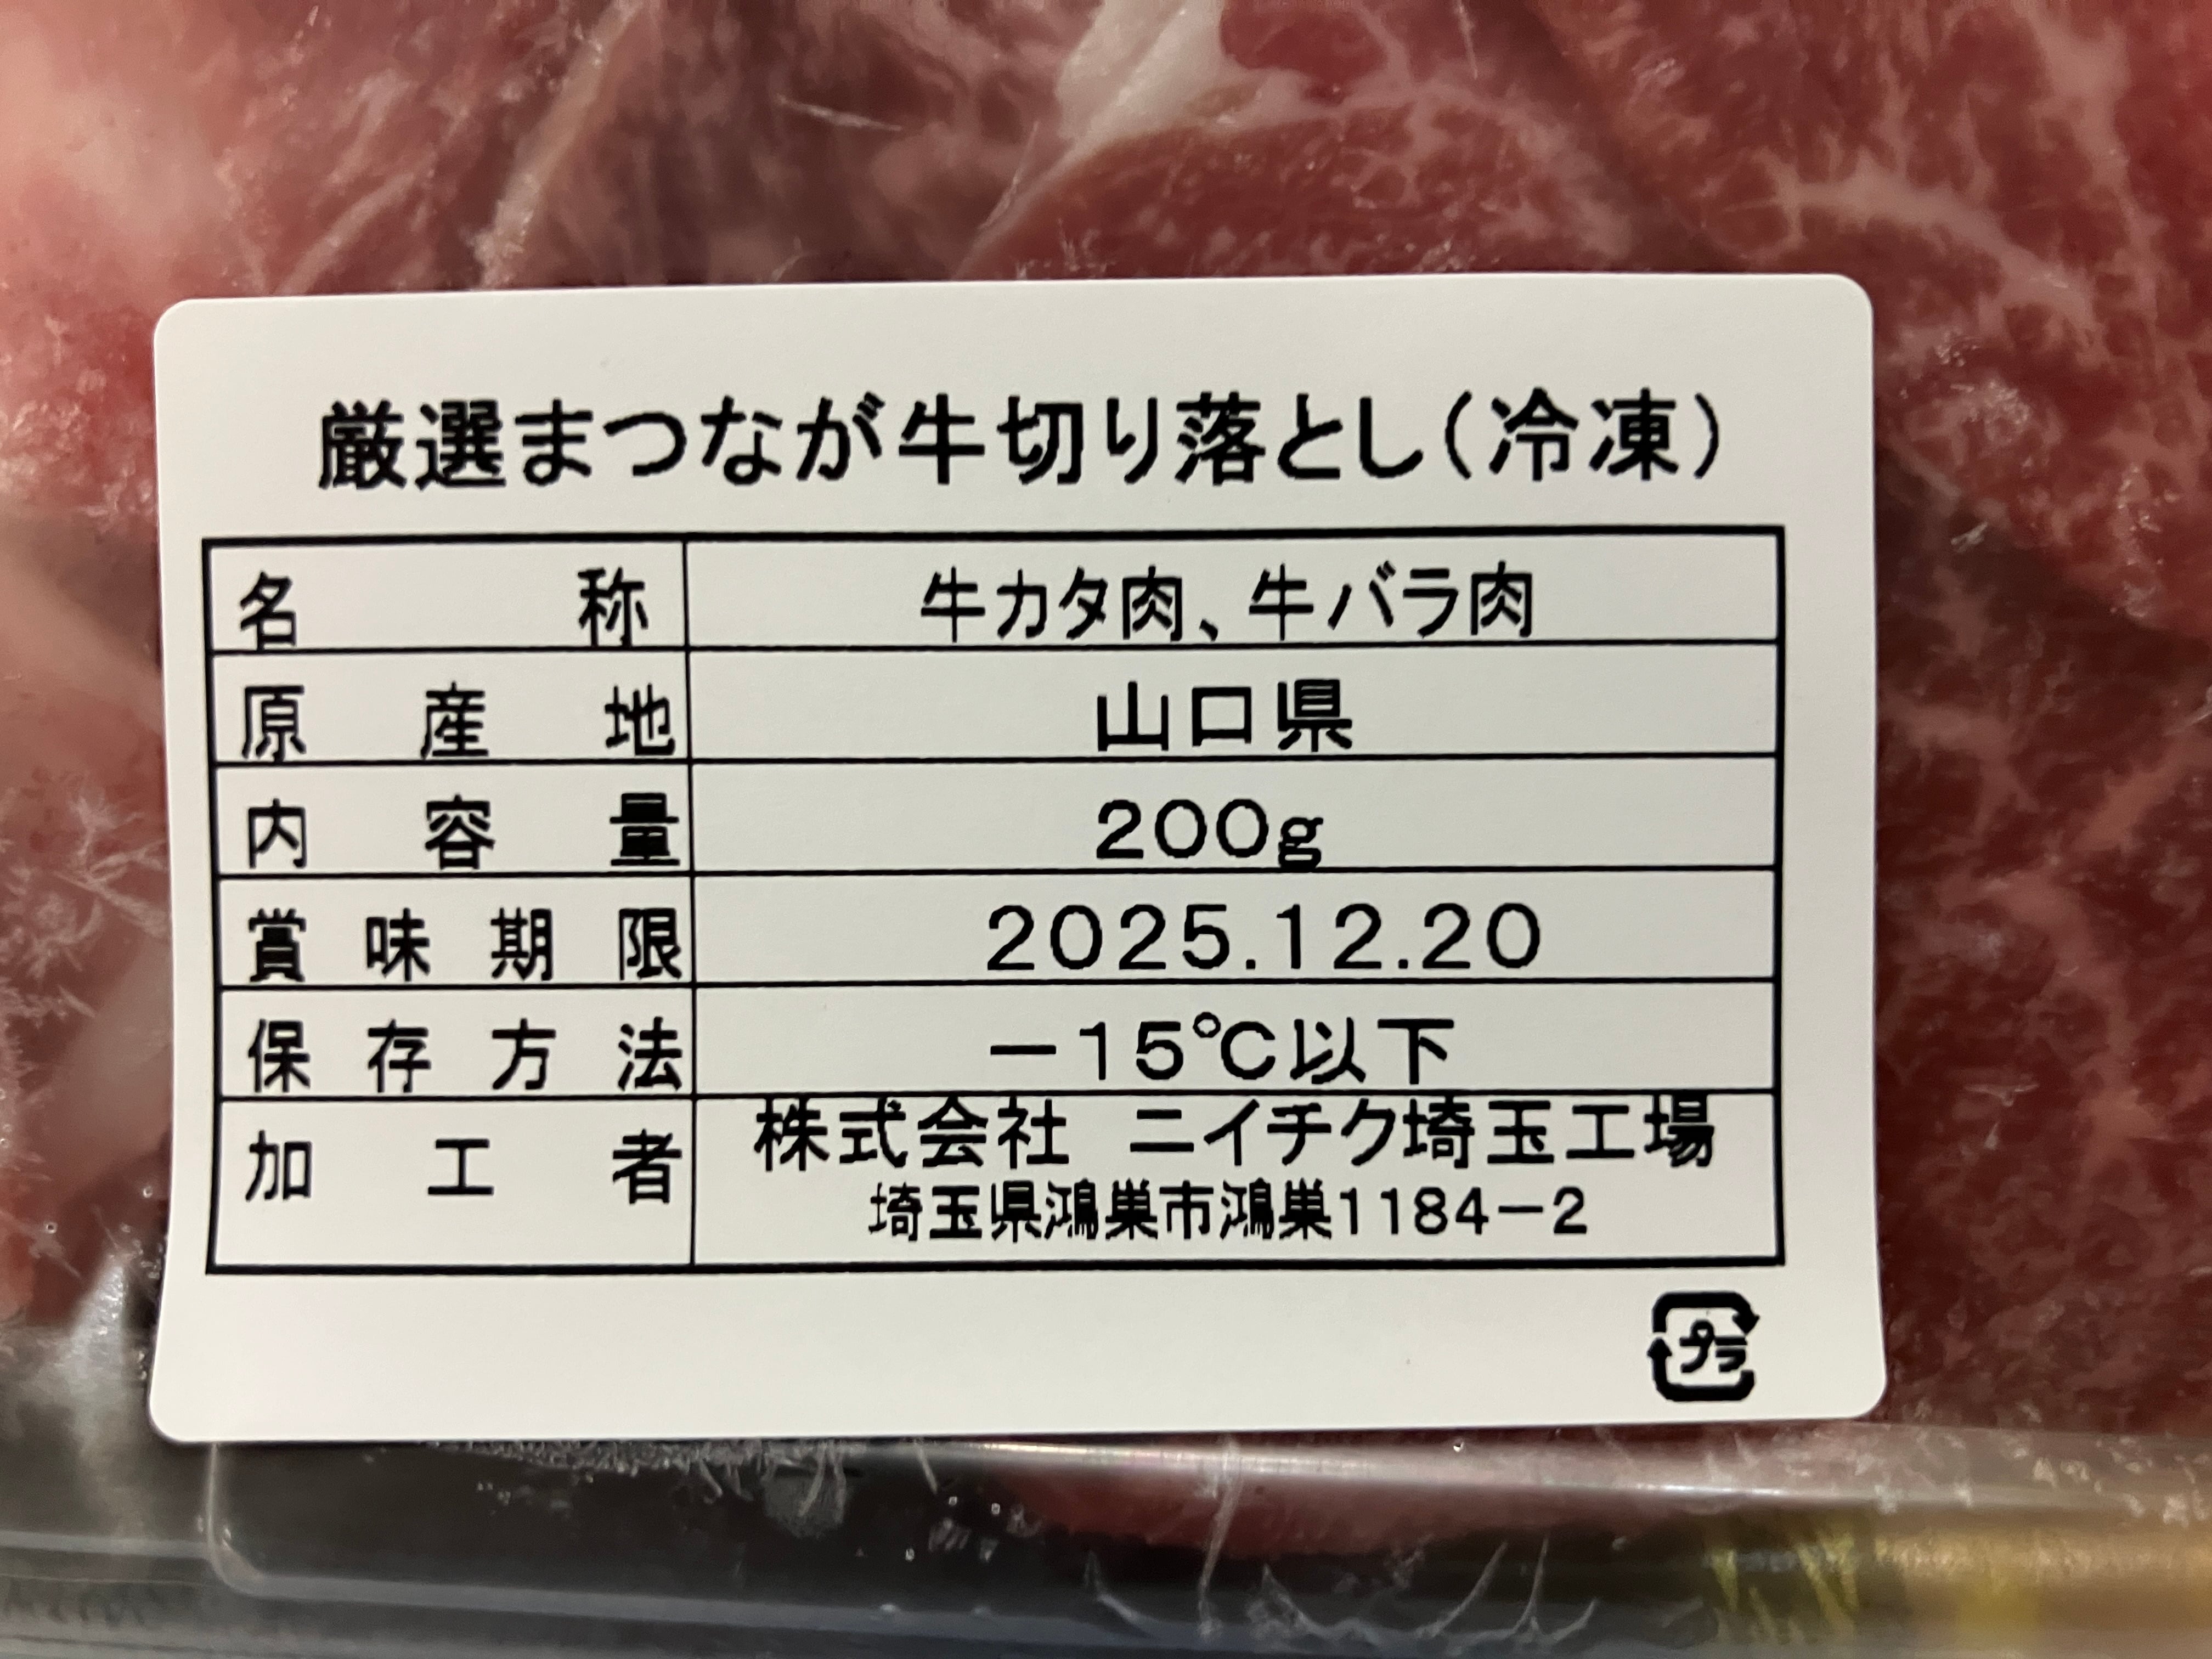 厳選まつなが牛切り落とし(冷凍)
名称 牛カタ肉、牛バラ肉
原産地 山口県
内容量 200g
賞味期限 2025.12.20
保存方法 －15℃以下
加工者 株式会社 ニイチク埼玉工場
埼玉県鴻巣市鴻巣1184－2
プラ